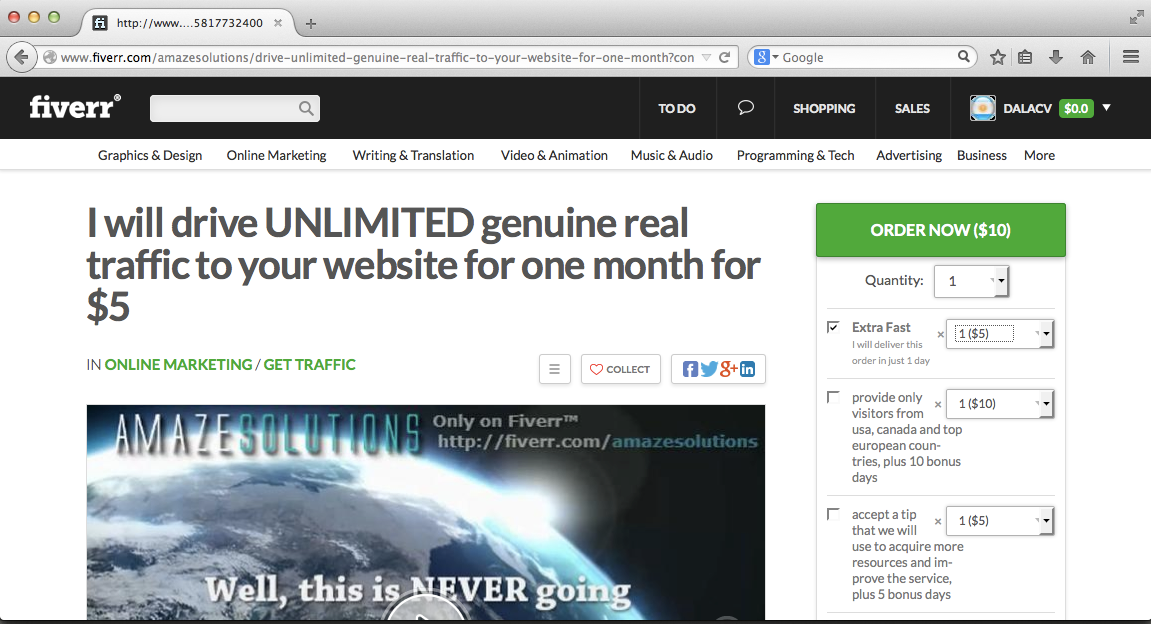 http://www....5817732400
www.fiverr.com/amazesolutions/drive-unlimited-genuine-real-traffic-to-your-website-for-one-month?con
Google
fiverr®
TO DO
SHOPPING
SALES
DALACV
$0.0
Graphics & Design
Online Marketing
Writing & Translation
Video & Animation
Music & Audio
Programming & Tech
Advertising
Business
More
I will drive UNLIMITED genuine real
traffic to your website for one month for
$5
IN ONLINE MARKETING / GET TRAFFIC
COLLECT
AMAZESOLUTIONS
Only on Fiverr™
http://fiverr.com/amazesolutions
Well, this is NEVER going
ORDER NOW ($10)
Quantity: 1
Extra Fast × 1 ($5)
I will deliver this
order in just 1 day
provide only × 1 ($10)
visitors from
usa, canada and top
european coun-
tries, plus 10 bonus
days
accept a tip × 1 ($5)
that we will
use to acquire more
resources and im-
prove the service,
plus 5 bonus days